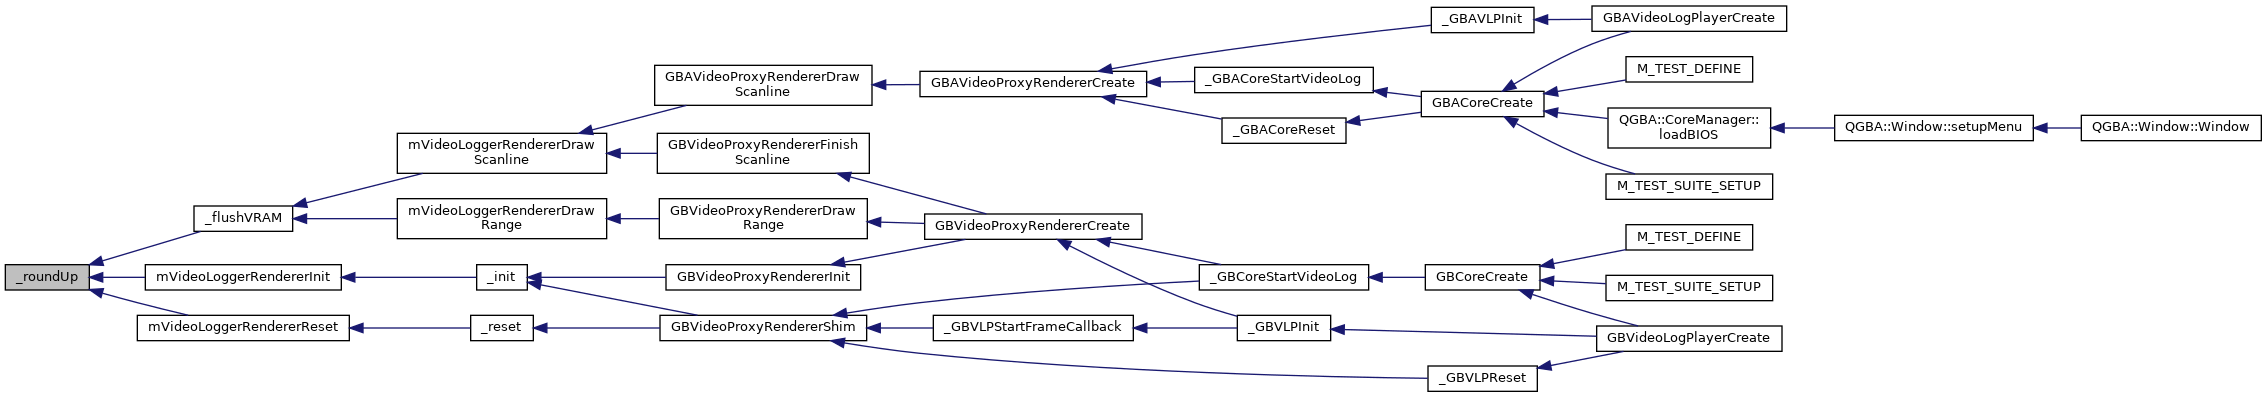 _roundUp
_flushVRAM
mVideoLoggerRendererInit
mVideoLoggerRendererReset
mVideoLoggerRendererDraw
Scanline
mVideoLoggerRendererDraw
Range
_init
_reset
GBAVideoProxyRendererDraw
Scanline
GBVideoProxyRendererFinish
Scanline
GBVideoProxyRendererDraw
Range
GBVideoProxyRendererInit
GBVideoProxyRendererShim
GBAVideoProxyRendererCreate
GBVideoProxyRendererCreate
_GBVLPStartFrameCallback
_GBACoreStartVideoLog
_GBACoreReset
_GBCoreStartVideoLog
_GBVLPInit
_GBAVLPInit
GBACoreCreate
GBCoreCreate
_GBVLPReset
GBAVideoLogPlayerCreate
M_TEST_DEFINE
QGBA::CoreManager::
loadBIOS
M_TEST_SUITE_SETUP
M_TEST_DEFINE
M_TEST_SUITE_SETUP
GBVideoLogPlayerCreate
QGBA::Window::setupMenu
QGBA::Window::Window